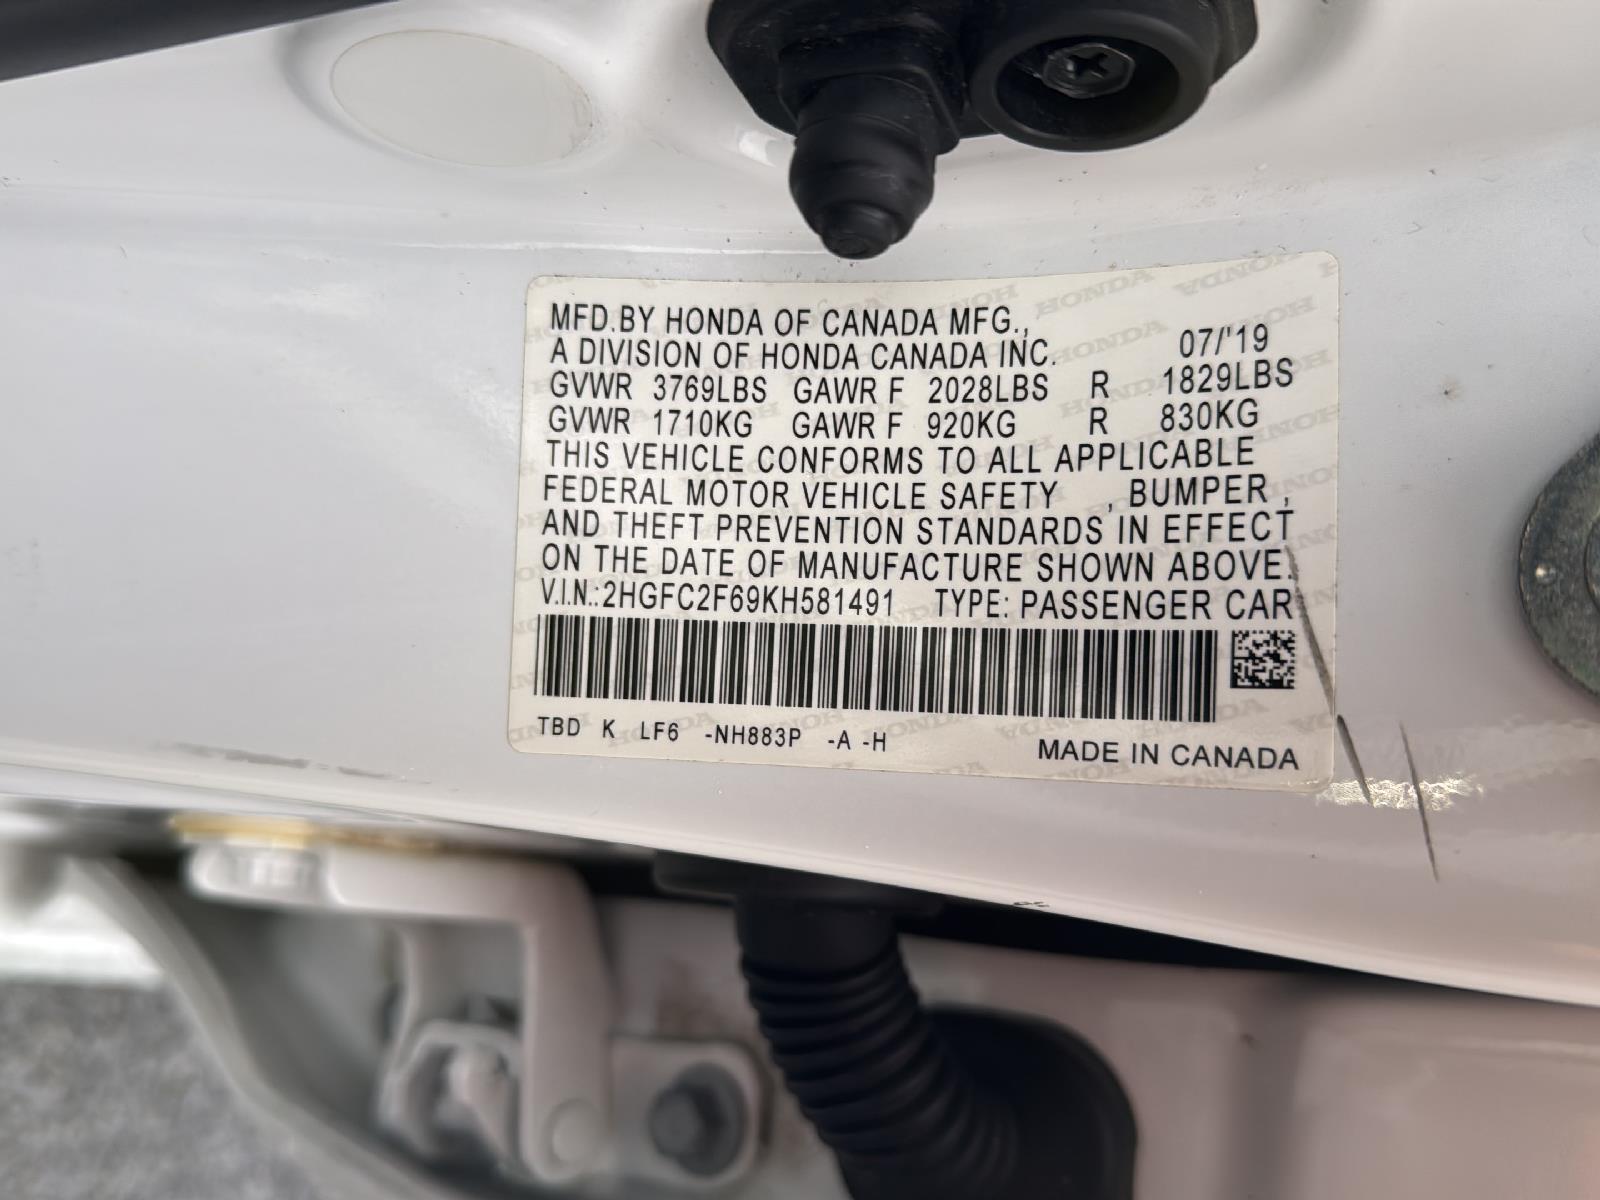 MFD.BY HONDA OF CANADA MFG.,
A DIVISION OF HONDA CANADA INC. 07/'19
GVWR 3769LBS GAWR F 2028LBS R 1829LBS
GVWR 1710KG GAWR F 920KG R 830KG
THIS VEHICLE CONFORMS TO ALL APPLICABLE
FEDERAL MOTOR VEHICLE SAFETY , BUMPER ,
AND THEFT PREVENTION STANDARDS IN EFFECT
ON THE DATE OF MANUFACTURE SHOWN ABOVE.
V.I.N.:2HGFC2F69KH581491 TYPE: PASSENGER CAR
TBD K LF6 -NH883P -A -H
MADE IN CANADA